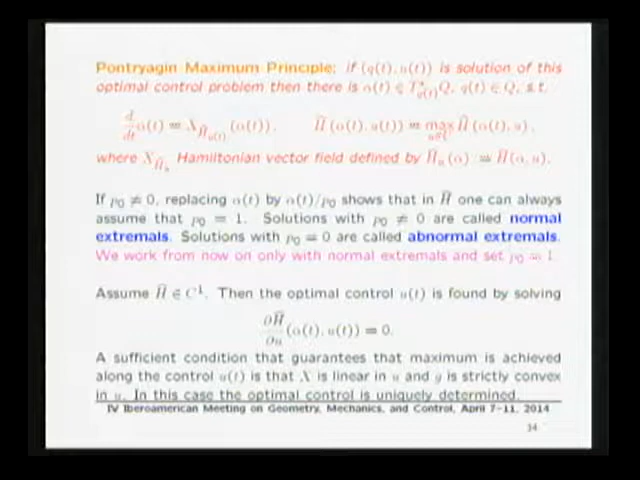 Pontryagin Maximum Principle: if (q(t), u(t)) is solution of this
optimal control problem then there is α(t) ∈ T*_{q(t)}Q, q(t) ∈ Q, s.t.
d/dt α(t) = X_{Ĥ_{u(t)}}(α(t)), Ĥ(α(t), u(t)) = max Ĥ(α(t), u),
where X_{Ĥ_u} Hamiltonian vector field defined by Ĥ_u(α) := Ĥ(α, u).
If p₀ ≠ 0, replacing α(t) by α(t)/p₀ shows that in Ĥ one can always
assume that p₀ = 1. Solutions with p₀ ≠ 0 are called normal
extremals. Solutions with p₀ = 0 are called abnormal extremals.
We work from now on only with normal extremals and set p₀ = 1.
Assume Ĥ ∈ C¹. Then the optimal control u(t) is found by solving
∂Ĥ/∂u (α(t), u(t)) = 0.
A sufficient condition that guarantees that maximum is achieved
along the control u(t) is that X is linear in u and g is strictly convex
in u. In this case the optimal control is uniquely determined.
IV Iberoamerican Meeting on Geometry, Mechanics, and Control, April 7-11, 2014